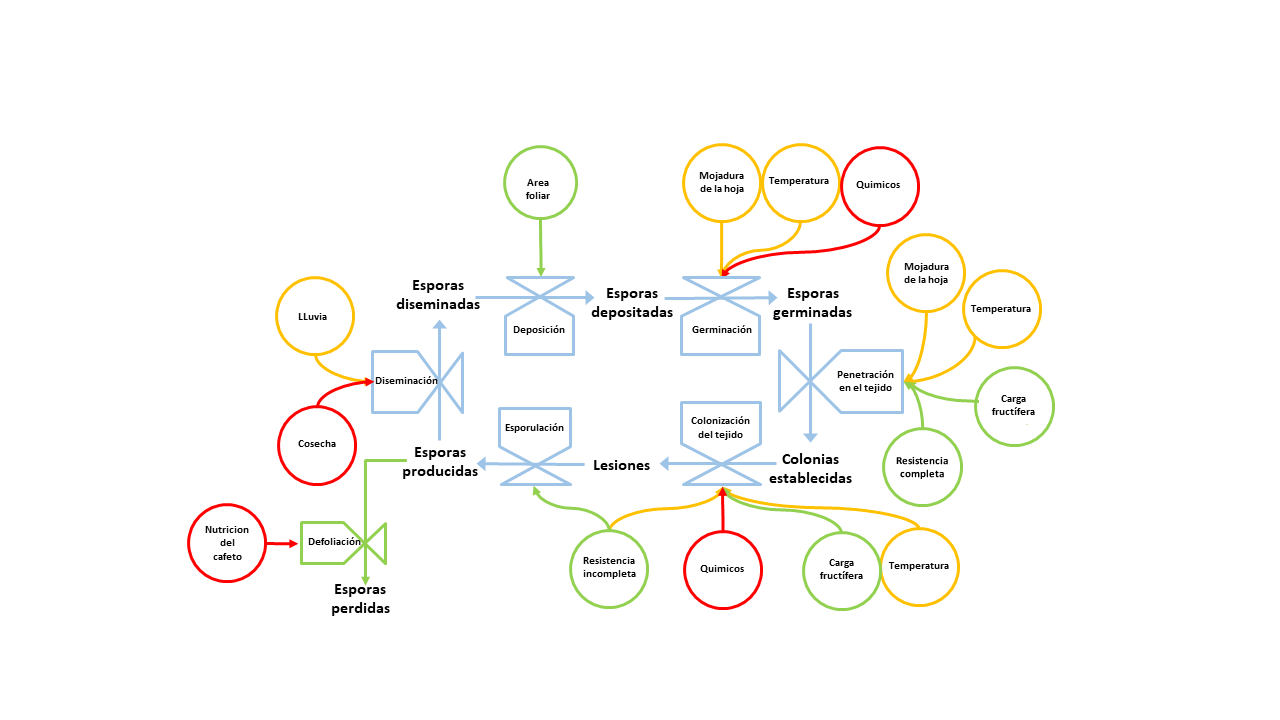 Area
foliar
Mojadura
de la hoja
Temperatura
Quimicos
Mojadura
de la hoja
Temperatura
LLuvia
Esporas
diseminadas
Esporas
depositadas
Esporas
germinadas
Deposición
Germinación
Diseminación
Penetración
en el tejido
Carga
fructífera
Cosecha
Esporulación
Colonización
del tejido
Esporas
producidas
Lesiones
Colonias
establecidas
Resistencia
completa
Nutricion
del
cafeto
Defoliación
Esporas
perdidas
Resistencia
incompleta
Quimicos
Carga
fructífera
Temperatura